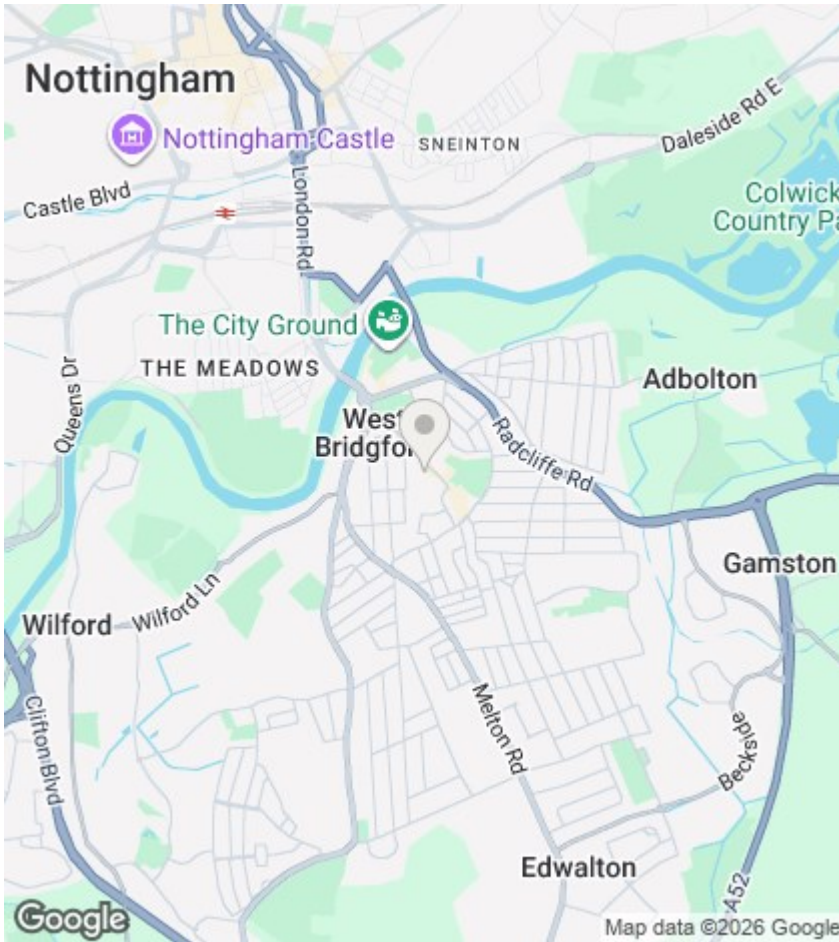 Nottingham
Nottingham Castle
SNEINTON
Daleside Rd E
Castle Blvd
London Rd
Colwick
Country Pa
The City Ground
THE MEADOWS
Queens Dr
Adbolton
West
Bridgfor
Radcliffe Rd
Gamston
Wilford
Wilford Ln
Clifton Blvd
Melton Rd
Beckside
Edwalton
A52
Google
Map data ©2026 Google